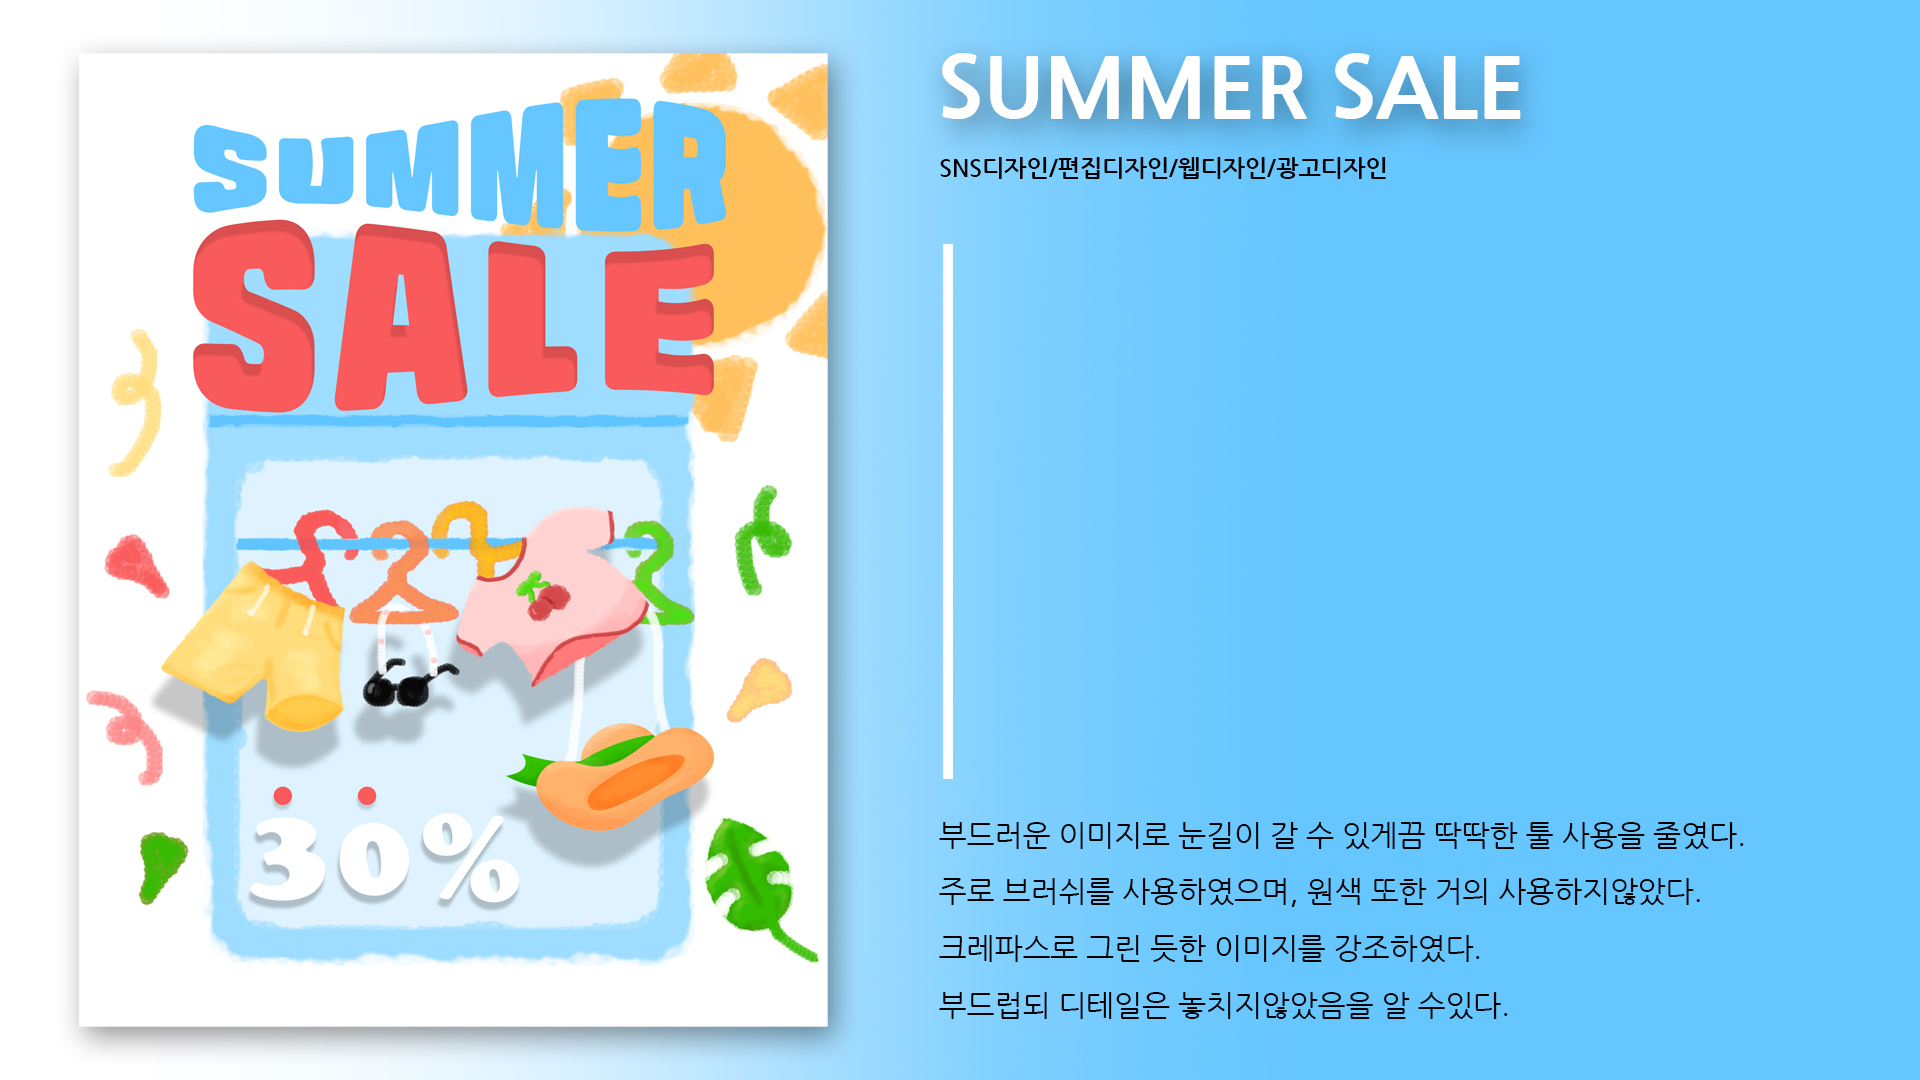 SUMMER
SALE
30%
SUMMER SALE
SNS디자인/편집디자인/웹디자인/광고디자인
부드러운 이미지로 눈길이 갈 수 있게끔 딱딱한 툴 사용을 줄였다.
주로 브러쉬를 사용하였으며, 원색 또한 거의 사용하지않았다.
크레파스로 그린 듯한 이미지를 강조하였다.
부드럽되 디테일은 놓치지않았음을 알 수있다.